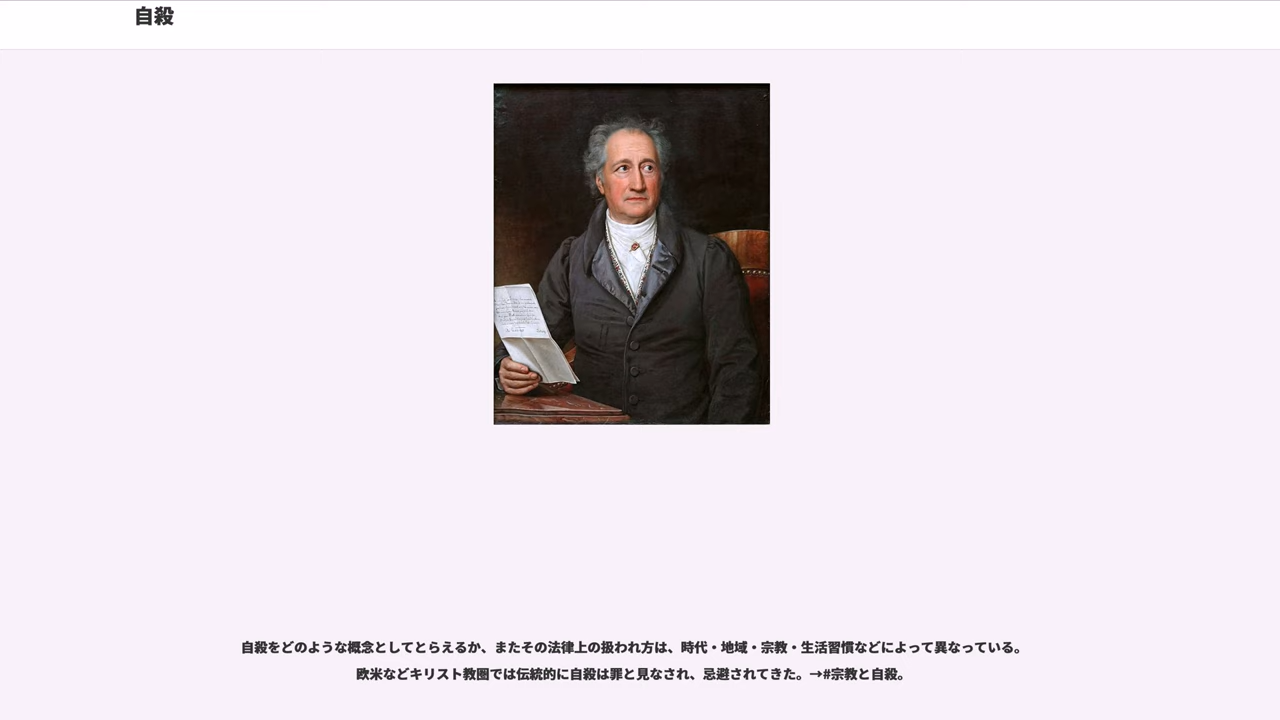 自殺
自殺をどのような概念としてとらえるか、またその法律上の扱われ方は、時代・地域・宗教・生活習慣などによって異なっている。
欧米などキリスト教圏では伝統的に自殺は罪と見なされ、忌避されてきた。→#宗教と自殺。